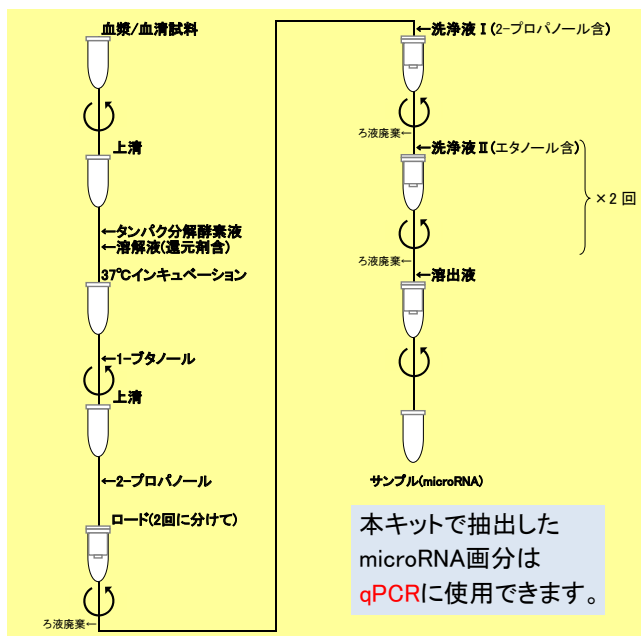 血漿/血清試料
上清
←タンパク分解酵素液
←溶解液(還元剤含)
37℃インキュベーション
←1-ブタノール
上清
←2-プロパノール
ロード(2回に分けて)
ろ液廃棄←
←洗浄液Ⅰ(2-プロパノール含)
ろ液廃棄←
←洗浄液Ⅱ(エタノール含)
×2回
ろ液廃棄←
←溶出液
サンプル(microRNA)
本キットで抽出した
microRNA画分は
qPCRに使用できます。